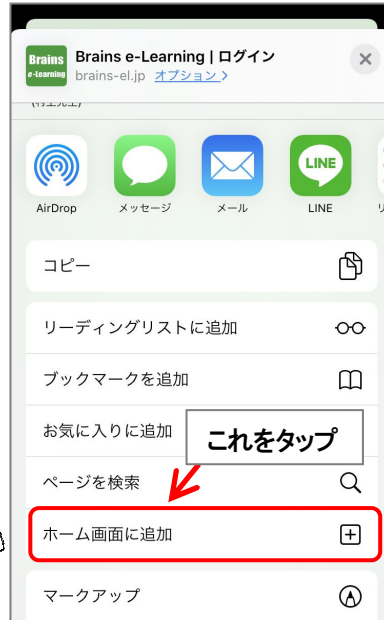 Brains
e-Learning
Brains e-Learning | ログイン
brains-el.jp オプション >
AirDrop
メッセージ
メール
LINE
LINE
コピー
リーディングリストに追加
ブックマークを追加
お気に入りに追加
これをタップ
ページを検索
ホーム画面に追加
マークアップ